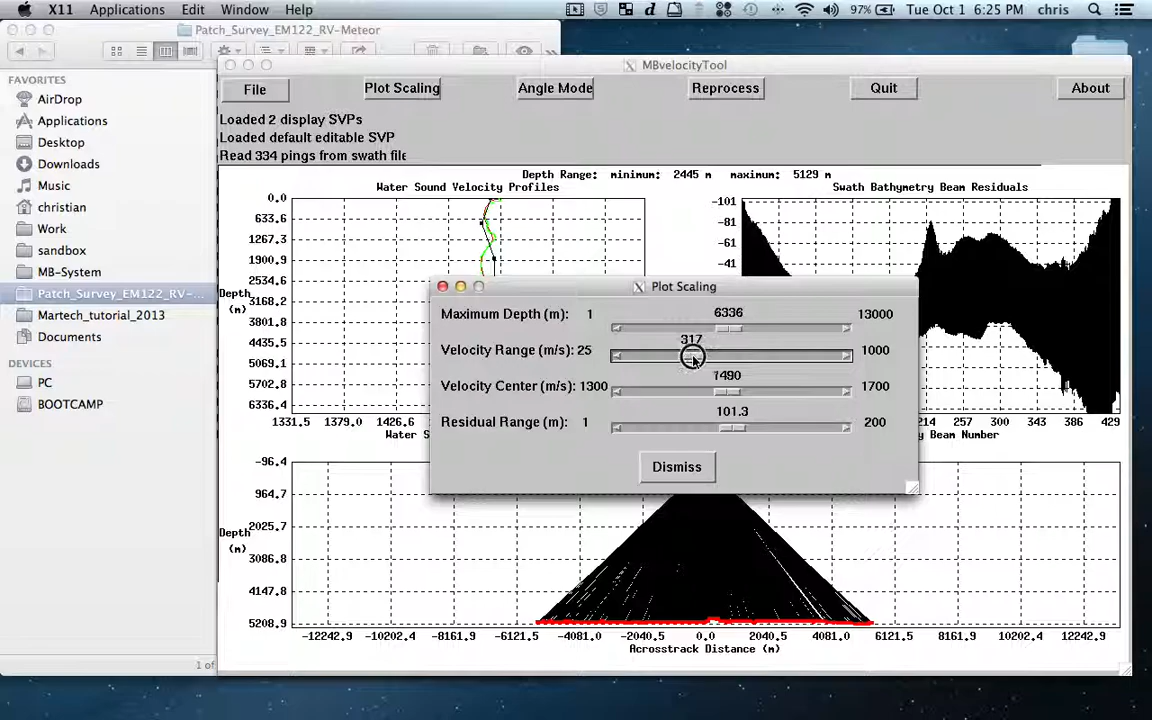 X11 Applications Edit Window Help 97% Tue Oct 1 6:25 PM chris
Patch_Survey_EM122_RV-Meteor
FAVORITES
AirDrop
Applications
Desktop
Downloads
Music
christian
Work
sandbox
MB-System
Patch_Survey_EM122_RV-...
Martech_tutorial_2013
Documents
DEVICES
PC
BOOTCAMP
1 of
MBvelocityTool
File Plot Scaling Angle Mode Reprocess Quit About
Loaded 2 display SVPs
Loaded default editable SVP
Read 334 pings from swath file
Depth Range: minimum: 2445 m maximum: 5129 m
Water Sound Velocity Profiles
0.0
633.6
1267.3
1900.9
2534.6
3168.2
3801.8
4435.5
5069.1
5702.8
6336.4
Depth
(m)
1331.5 1379.0 1426.6
Water S
Swath Bathymetry Beam Residuals
-101
-81
-61
-41
214 257 300 343 386 429
Beam Number
Plot Scaling
Maximum Depth (m): 1 6336 13000
Velocity Range (m/s): 25 317 1000
Velocity Center (m/s): 1300 1490 1700
Residual Range (m): 1 101.3 200
Dismiss
-96.4
964.7
2025.7
3086.8
4147.8
5208.9
Depth
(m)
-12242.9 -10202.4 -8161.9 -6121.5 -4081.0 -2040.5 0.0 2040.5 4081.0 6121.5 8161.9 10202.4 12242.9
Acrosstrack Distance (m)